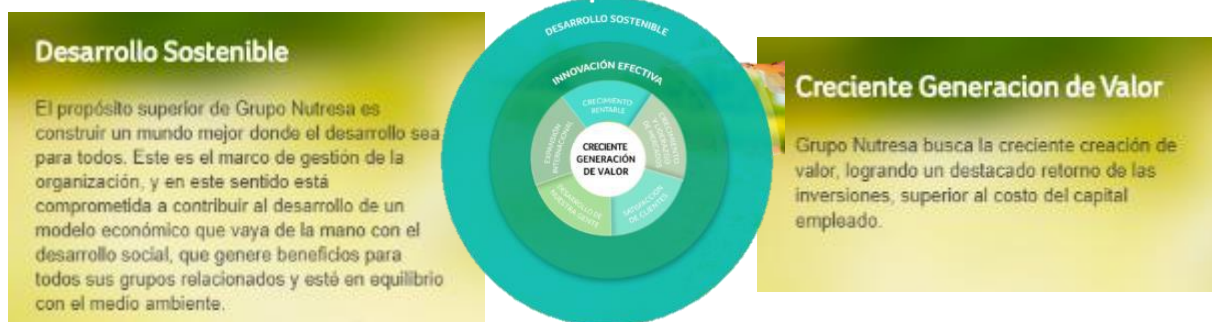 Desarrollo Sostenible
El propósito superior de Grupo Nutresa es
construir un mundo mejor donde el desarrollo sea
para todos. Este es el marco de gestión de la
organización, y en este sentido está
comprometida a contribuir al desarrollo de un
modelo económico que vaya de la mano con el
desarrollo social, que genere beneficios para
todos sus grupos relacionados y esté en equilibrio
con el medio ambiente.
DESARROLLO SOSTENIBLE
INNOVACIÓN EFECTIVA
CRECIMIENTO
RENTABLE
CRECIMIENTO
Y LIDERAZGO
DE MERCADOS
SATISFACCIÓN
DE CLIENTES
DESARROLLO DE
NUESTRA GENTE
EXPANSIÓN
INTERNACIONAL
CRECIENTE
GENERACIÓN
DE VALOR
Creciente Generacion de Valor
Grupo Nutresa busca la creciente creación de
valor, logrando un destacado retorno de las
inversiones, superior al costo del capital
empleado.